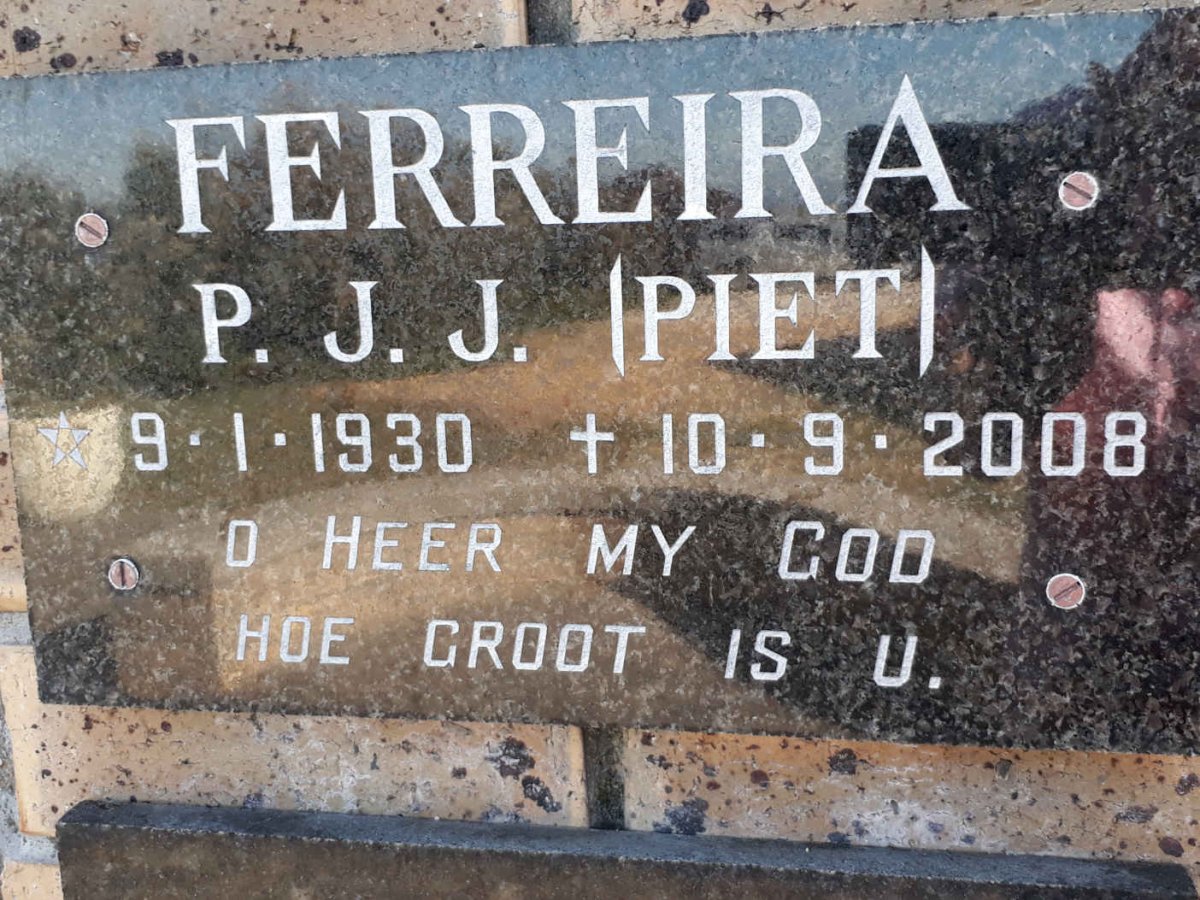 FERREIRA
P. J. J. (PIET)
☆ 9·1·1930 ✝ 10·9·2008
O HEER MY GOD
HOE GROOT IS U.